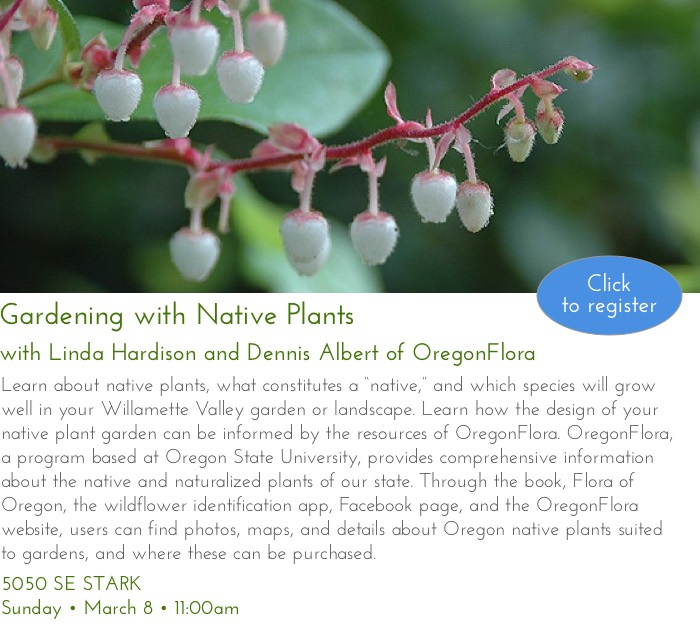 Click
to register
Gardening with Native Plants
with Linda Hardison and Dennis Albert of OregonFlora
Learn about native plants, what constitutes a "native," and which species will grow
well in your Willamette Valley garden or landscape. Learn how the design of your
native plant garden can be informed by the resources of OregonFlora. OregonFlora,
a program based at Oregon State University, provides comprehensive information
about the native and naturalized plants of our state. Through the book, Flora of
Oregon, the wildflower identification app, Facebook page, and the OregonFlora
website, users can find photos, maps, and details about Oregon native plants suited
to gardens, and where these can be purchased.
5050 SE STARK
Sunday • March 8 • 11:00am